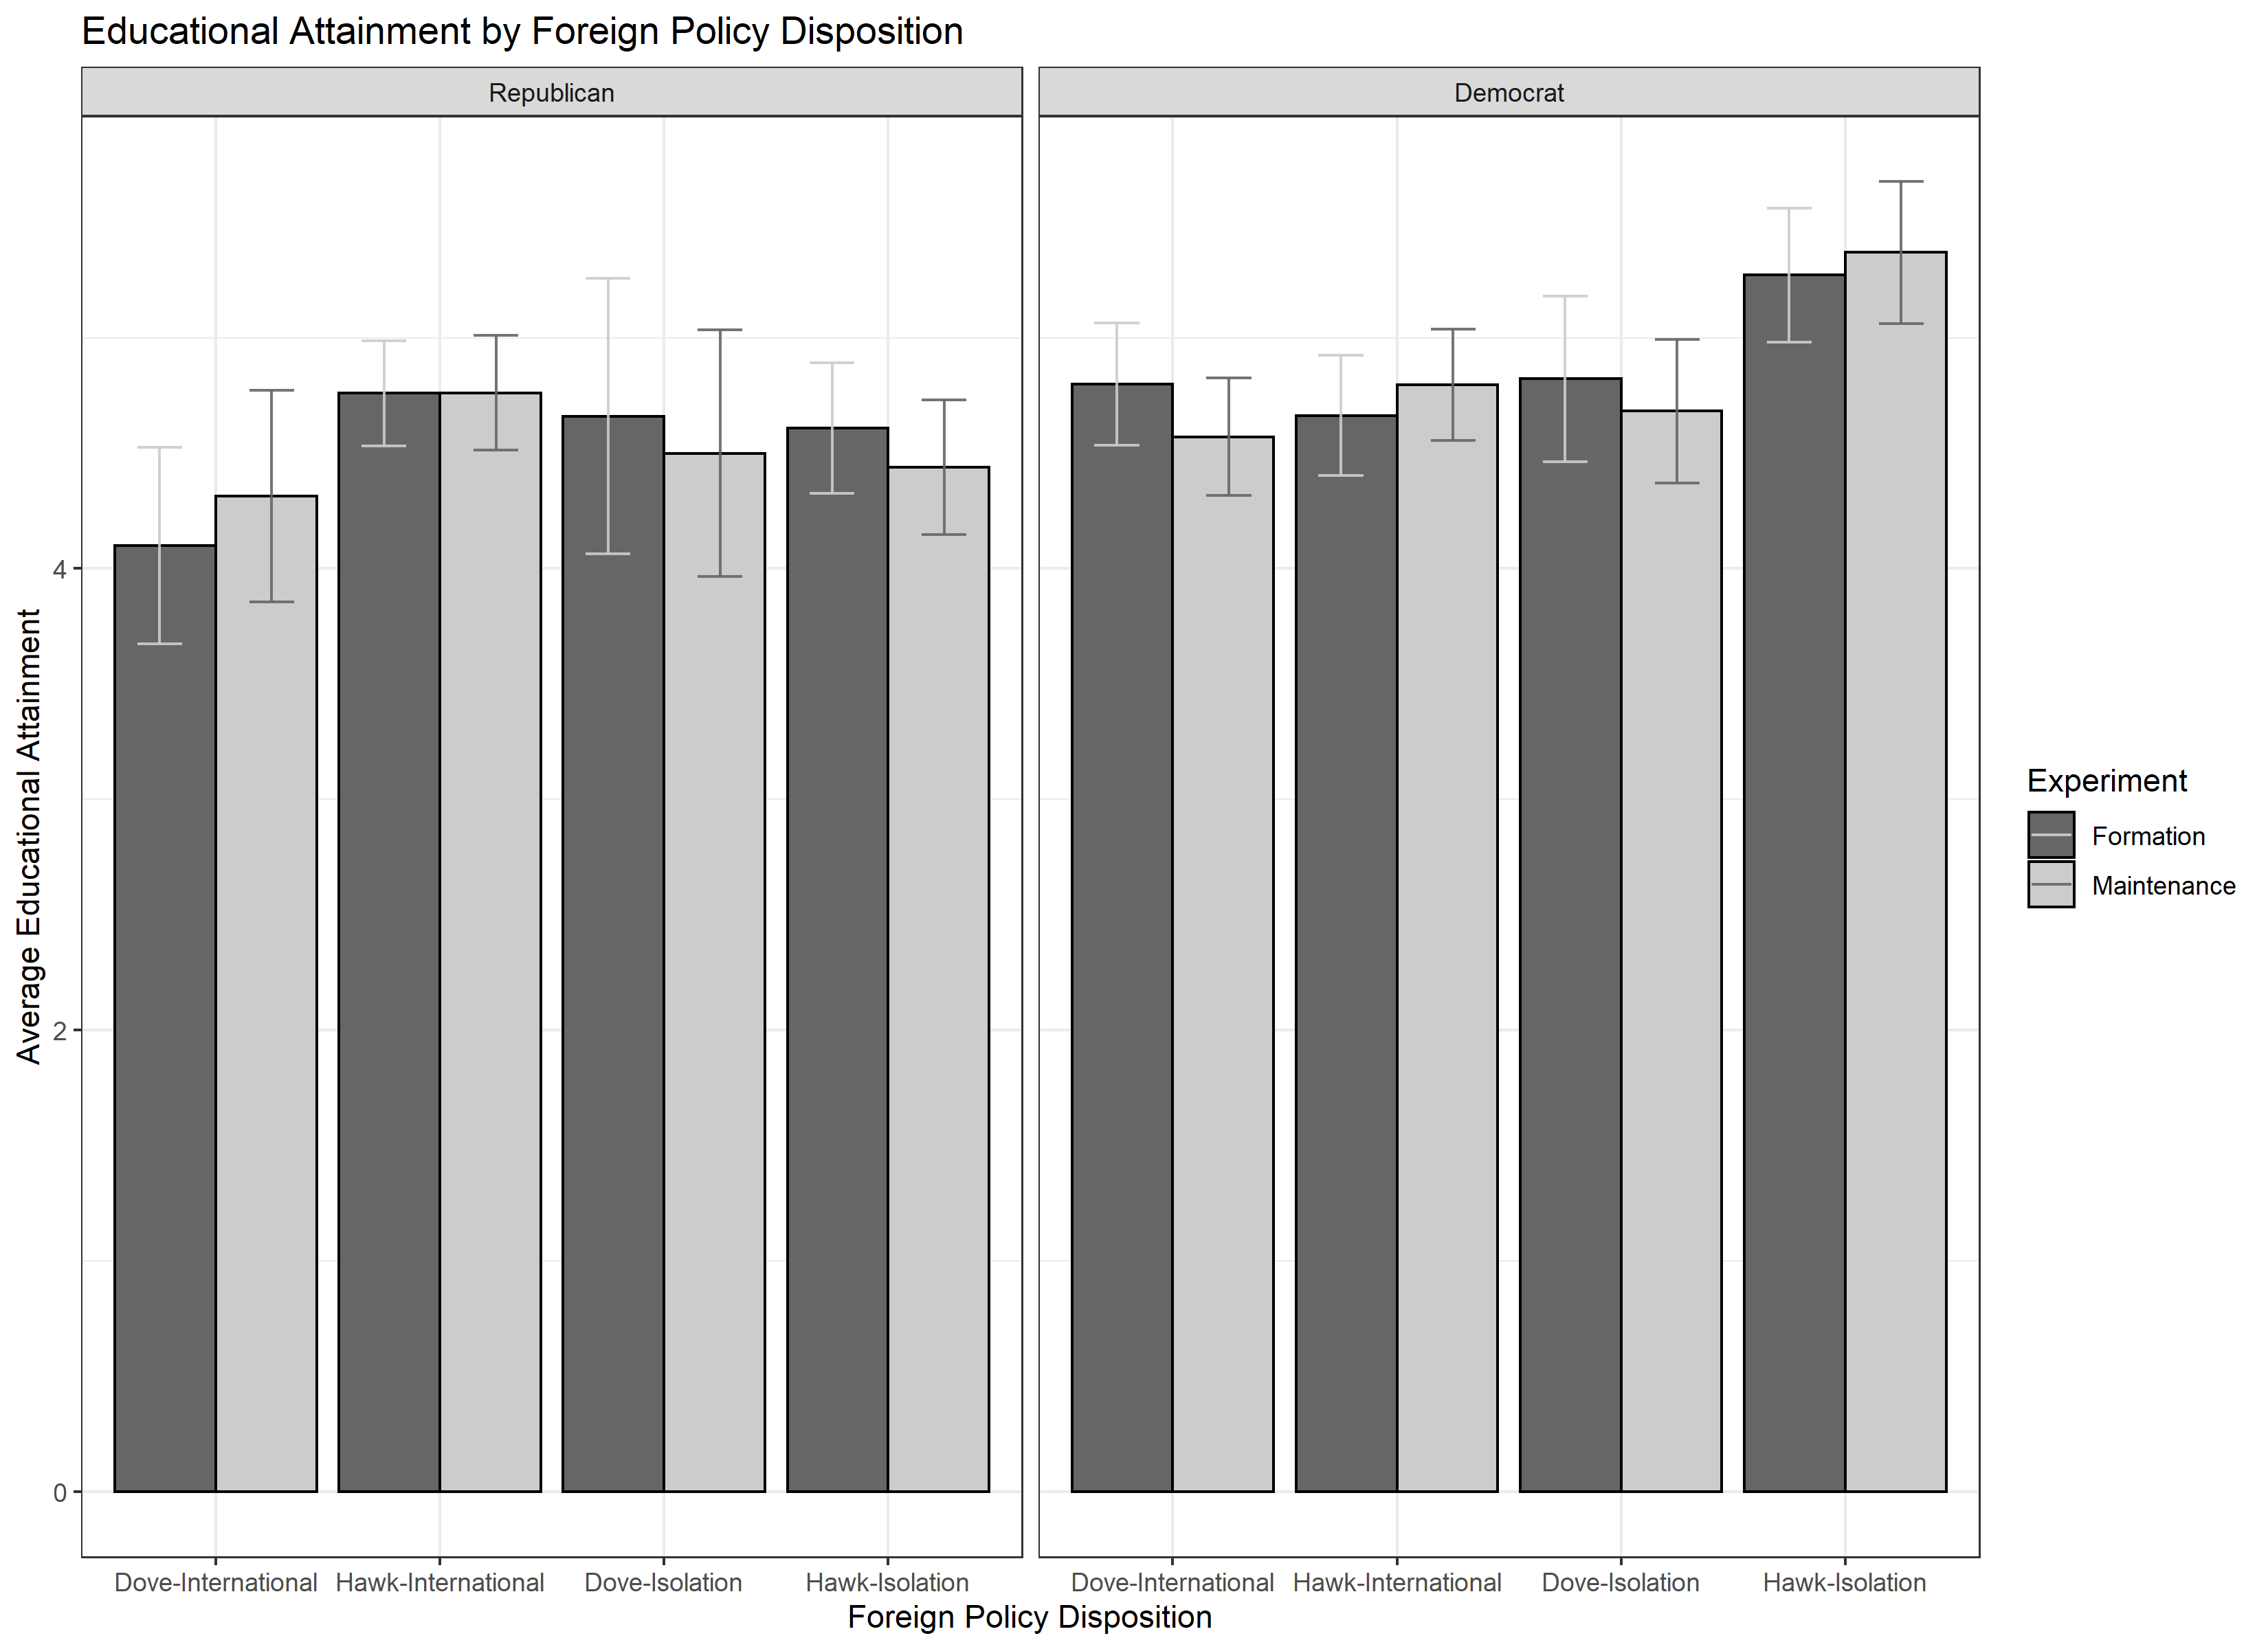 Educational Attainment by Foreign Policy Disposition
Republican
Democrat
Average Educational Attainment
4
2
0
Dove-International
Hawk-International
Dove-Isolation
Hawk-Isolation
Dove-International
Hawk-International
Dove-Isolation
Hawk-Isolation
Foreign Policy Disposition
Experiment
Formation
Maintenance